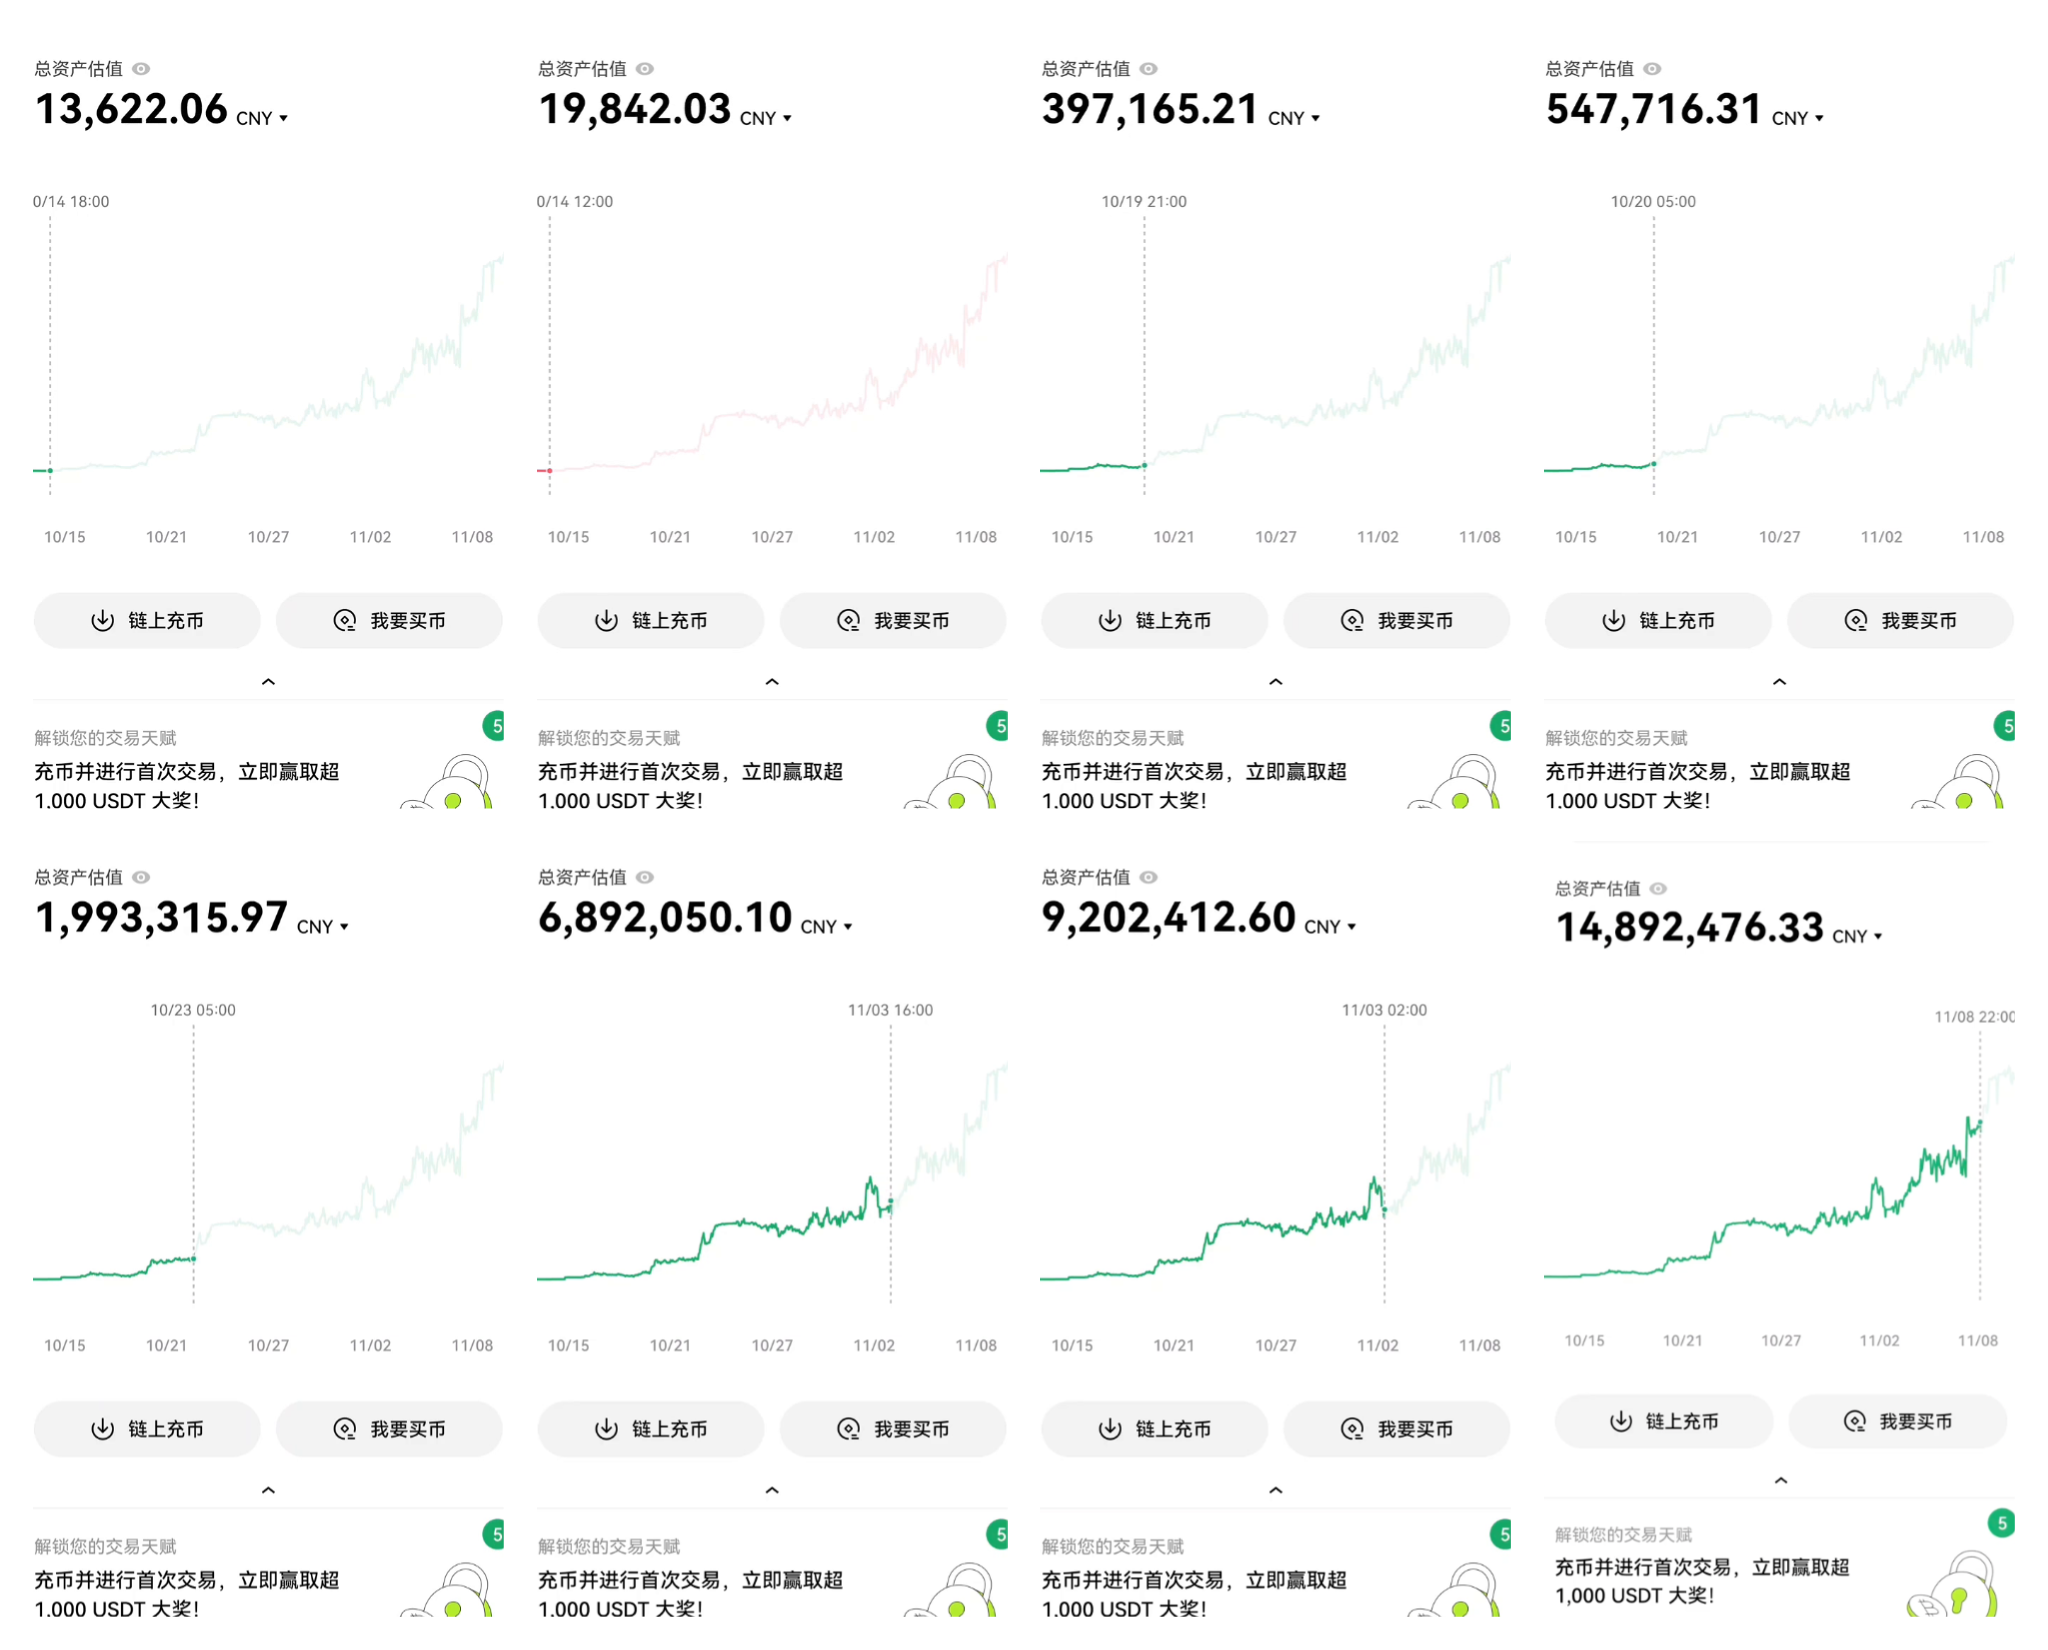 总资产估值
13,622.06 CNY
0/14 18:00
10/15 10/21 10/27 11/02 11/08
链上充币 我要买币
解锁您的交易天赋
5
充币并进行首次交易，立即赢取超
1.000 USDT 大奖！
总资产估值
19,842.03 CNY
0/14 12:00
10/15 10/21 10/27 11/02 11/08
链上充币 我要买币
解锁您的交易天赋
5
充币并进行首次交易，立即赢取超
1.000 USDT 大奖！
总资产估值
397,165.21 CNY
10/19 21:00
10/15 10/21 10/27 11/02 11/08
链上充币 我要买币
解锁您的交易天赋
5
充币并进行首次交易，立即赢取超
1.000 USDT 大奖！
总资产估值
547,716.31 CNY
10/20 05:00
10/15 10/21 10/27 11/02 11/08
链上充币 我要买币
解锁您的交易天赋
5
充币并进行首次交易，立即赢取超
1.000 USDT 大奖！
总资产估值
1,993,315.97 CNY
10/23 05:00
10/15 10/21 10/27 11/02 11/08
链上充币 我要买币
解锁您的交易天赋
5
充币并进行首次交易，立即赢取超
1.000 USDT 大奖！
总资产估值
6,892,050.10 CNY
11/03 16:00
10/15 10/21 10/27 11/02 11/08
链上充币 我要买币
解锁您的交易天赋
5
充币并进行首次交易，立即赢取超
1.000 USDT 大奖！
总资产估值
9,202,412.60 CNY
11/03 02:00
10/15 10/21 10/27 11/02 11/08
链上充币 我要买币
解锁您的交易天赋
5
充币并进行首次交易，立即赢取超
1.000 USDT 大奖！
总资产估值
14,892,476.33 CNY
11/08 22:00
10/15 10/21 10/27 11/02 11/08
链上充币 我要买币
解锁您的交易天赋
5
充币并进行首次交易，立即赢取超
1,000 USDT 大奖！